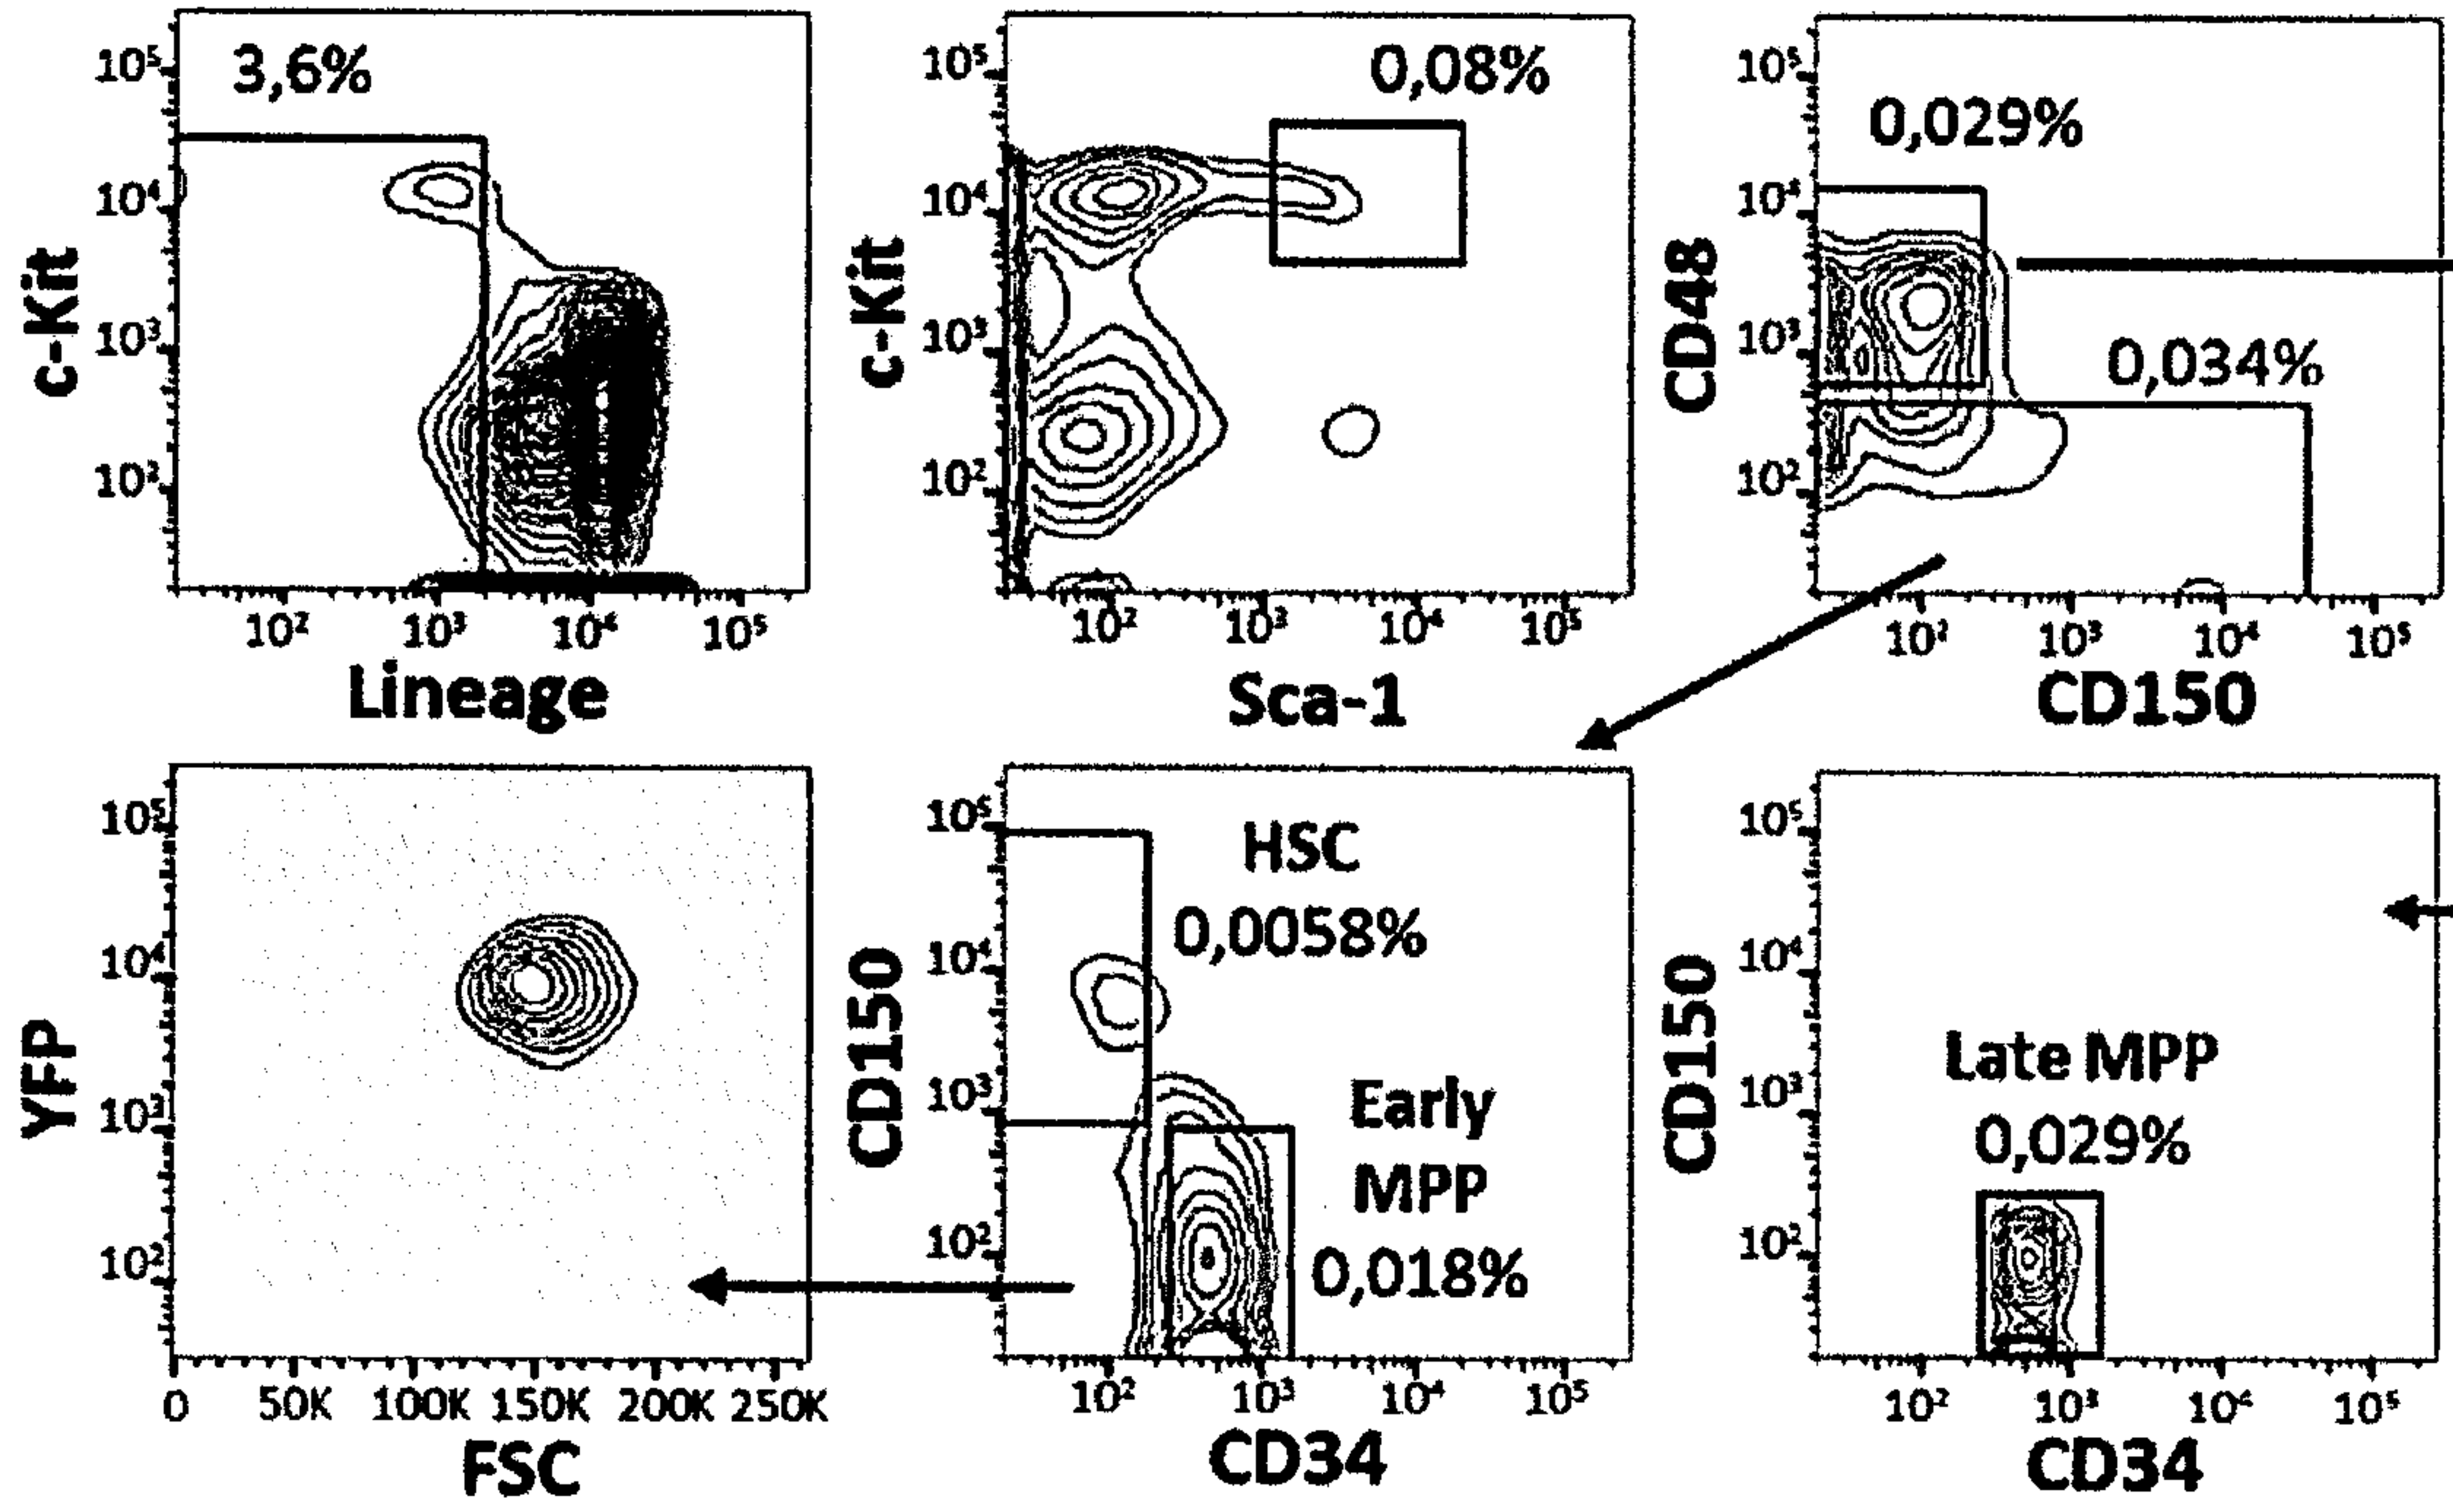 10⁵
10⁴
10³
10²
c-Kit
3,6%
10² 10³ 10⁴ 10⁵
Lineage
10⁵
10⁴
10³
10²
c-Kit
0,08%
10² 10³ 10⁴ 10⁵
Sca-1
10⁵
10⁴
10³
10²
CD48
0,029%
0,034%
10² 10³ 10⁴ 10⁵
CD150
10⁵
10⁴
10³
10²
YFP
0 50K 100K 150K 200K 250K
FSC
10⁵
10⁴
10³
10²
CD150
HSC
0,0058%
Early
MPP
0,018%
10² 10³ 10⁴ 10⁵
CD34
10⁵
10⁴
10³
10²
CD150
Late MPP
0,029%
10² 10³ 10⁴ 10⁵
CD34